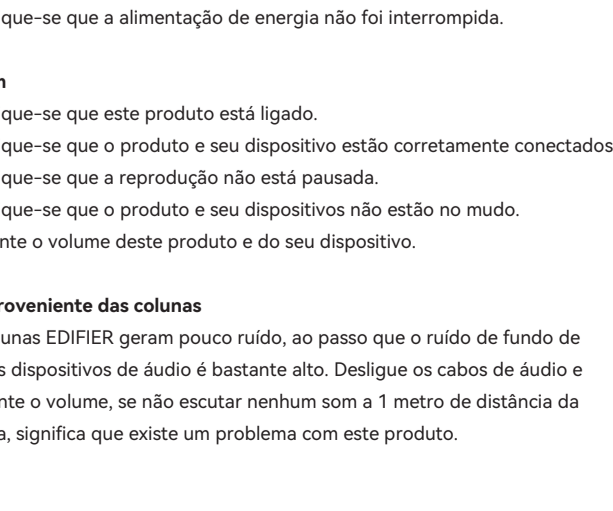 que-se que a alimentação de energia não foi interrompida.
que-se que este produto está ligado.
que-se que o produto e seu dispositivo estão corretamente conectados
que-se que a reprodução não está pausada.
que-se que o produto e seu dispositivos não estão no mudo.
nte o volume deste produto e do seu dispositivo.
roveniente das colunas
unas EDIFIER geram pouco ruído, ao passo que o ruído de fundo de
s dispositivos de áudio é bastante alto. Desligue os cabos de áudio e
nte o volume, se não escutar nenhum som a 1 metro de distância da
a, significa que existe um problema com este produto.